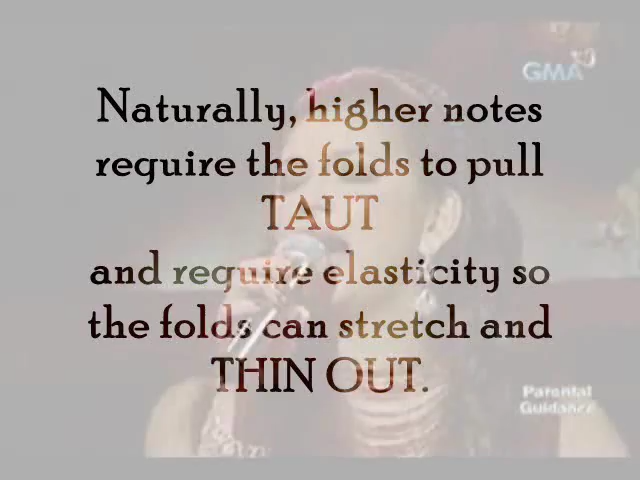 GMA
Naturally, higher notes
require the folds to pull
TAUT
and require elasticity so
the folds can stretch and
THIN OUT.
Parental
Guidance